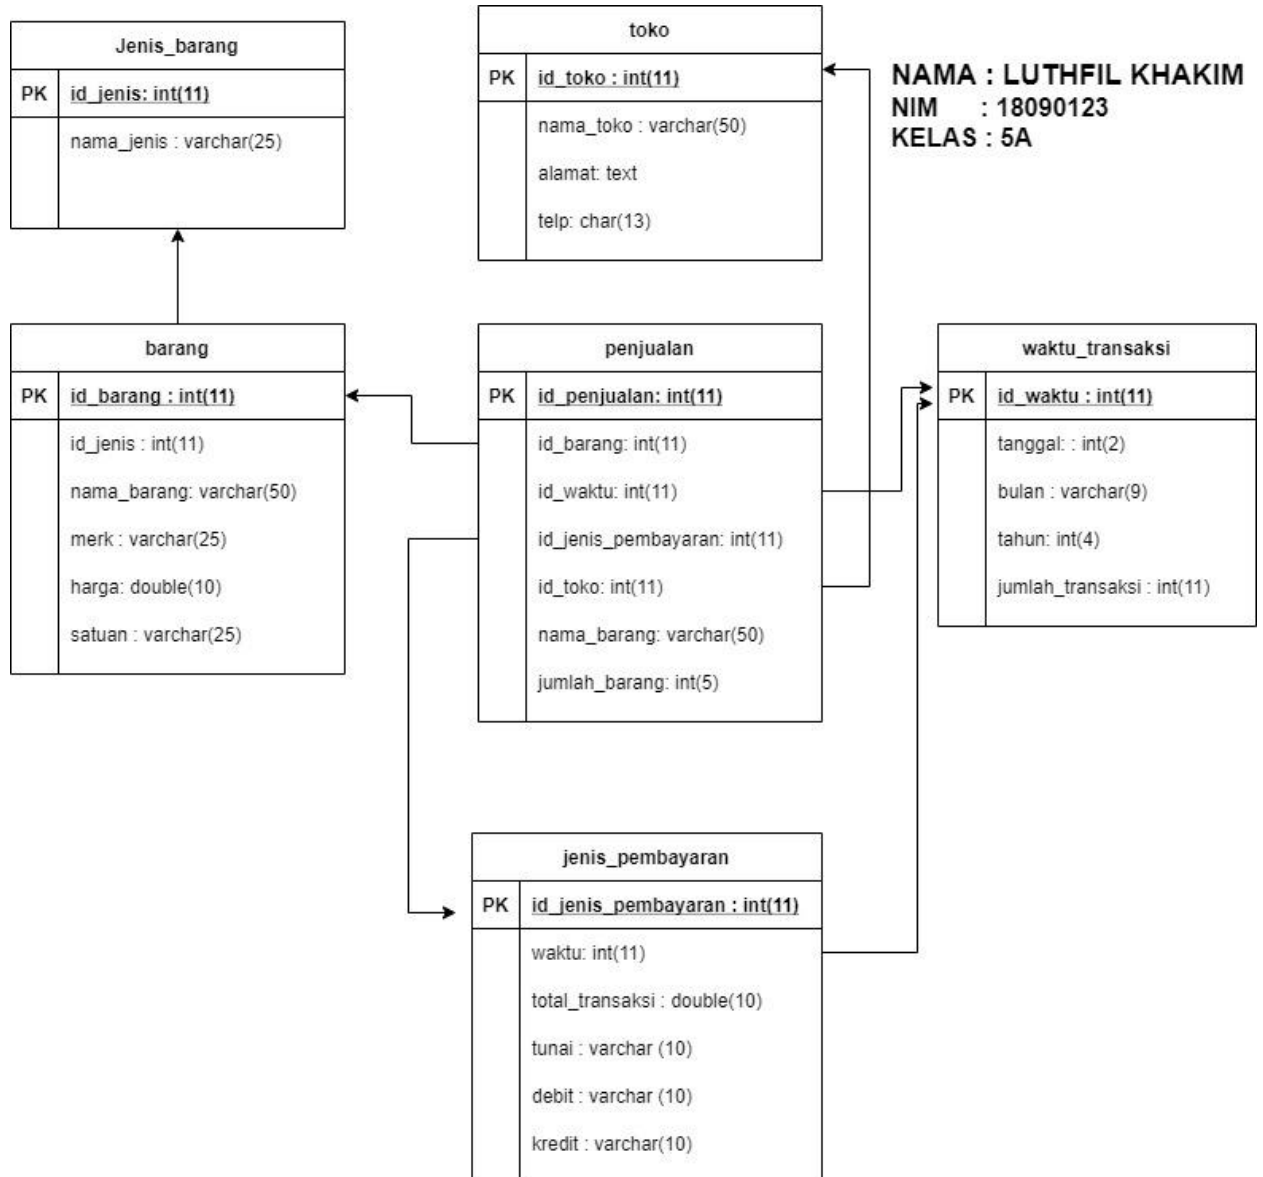 Jenis_barang
PK id_jenis: int(11)
nama_jenis : varchar(25)
toko
PK id_toko : int(11)
nama_toko : varchar(50)
alamat: text
telp: char(13)
NAMA : LUTHFIL KHAKIM
NIM : 18090123
KELAS : 5A
barang
PK id_barang : int(11)
id_jenis : int(11)
nama_barang: varchar(50)
merk : varchar(25)
harga: double(10)
satuan : varchar(25)
penjualan
PK id_penjualan: int(11)
id_barang: int(11)
id_waktu: int(11)
id_jenis_pembayaran: int(11)
id_toko: int(11)
nama_barang: varchar(50)
jumlah_barang: int(5)
waktu_transaksi
PK id_waktu : int(11)
tanggal: : int(2)
bulan : varchar(9)
tahun: int(4)
jumlah_transaksi : int(11)
jenis_pembayaran
PK id_jenis_pembayaran : int(11)
waktu: int(11)
total_transaksi : double(10)
tunai : varchar (10)
debit : varchar (10)
kredit : varchar(10)